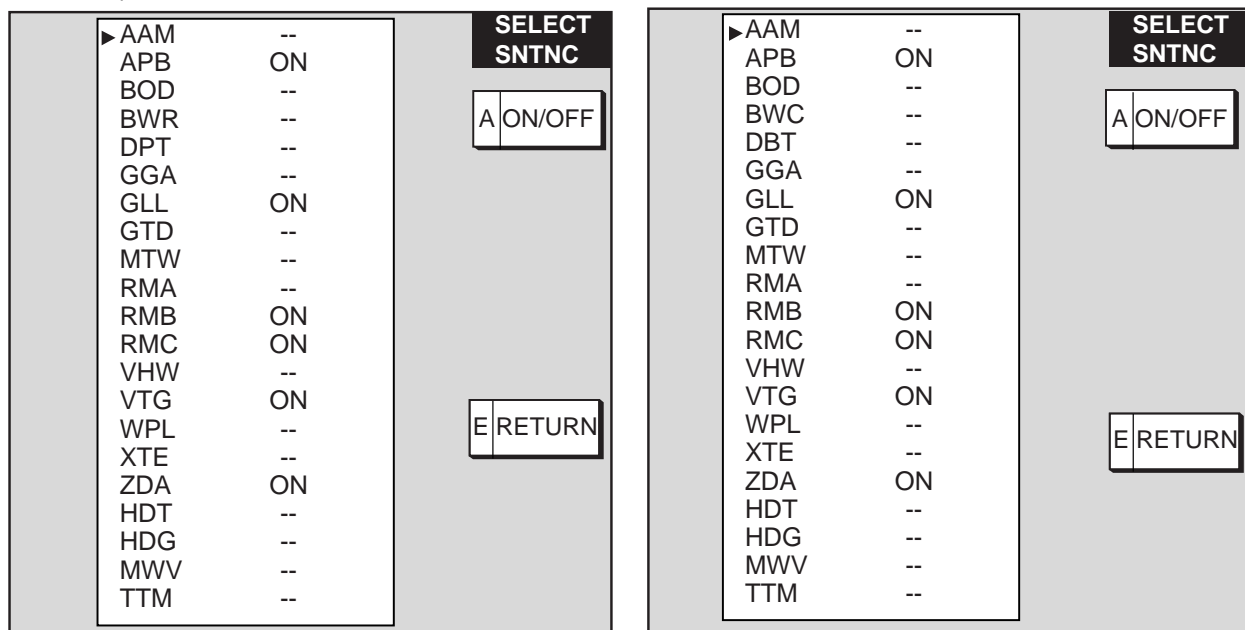 ▶AAM --
APB ON
BOD --
BWR --
DPT --
GGA --
GLL ON
GTD --
MTW --
RMA --
RMB ON
RMC ON
VHW --
VTG ON
WPL --
XTE --
ZDA ON
HDT --
HDG --
MWV --
TTM --
SELECT
SNTNC
A ON/OFF
E RETURN
▶AAM --
APB ON
BOD --
BWC --
DBT --
GGA --
GLL ON
GTD --
MTW --
RMA --
RMB ON
RMC ON
VHW --
VTG ON
WPL --
XTE --
ZDA ON
HDT --
HDG --
MWV --
TTM --
SELECT
SNTNC
A ON/OFF
E RETURN